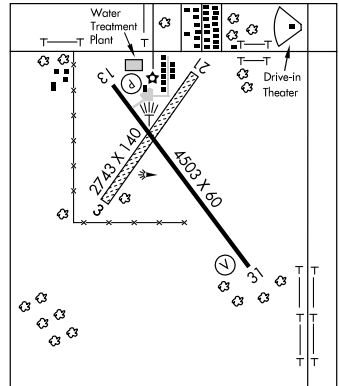 Water
Treatment
Plant
T
T
T
T
T
T
T
T
Drive-in
Theater
13
P
21
T
2743 X 140
4503 X 60
3
V
31
T
T
T
T
T
T